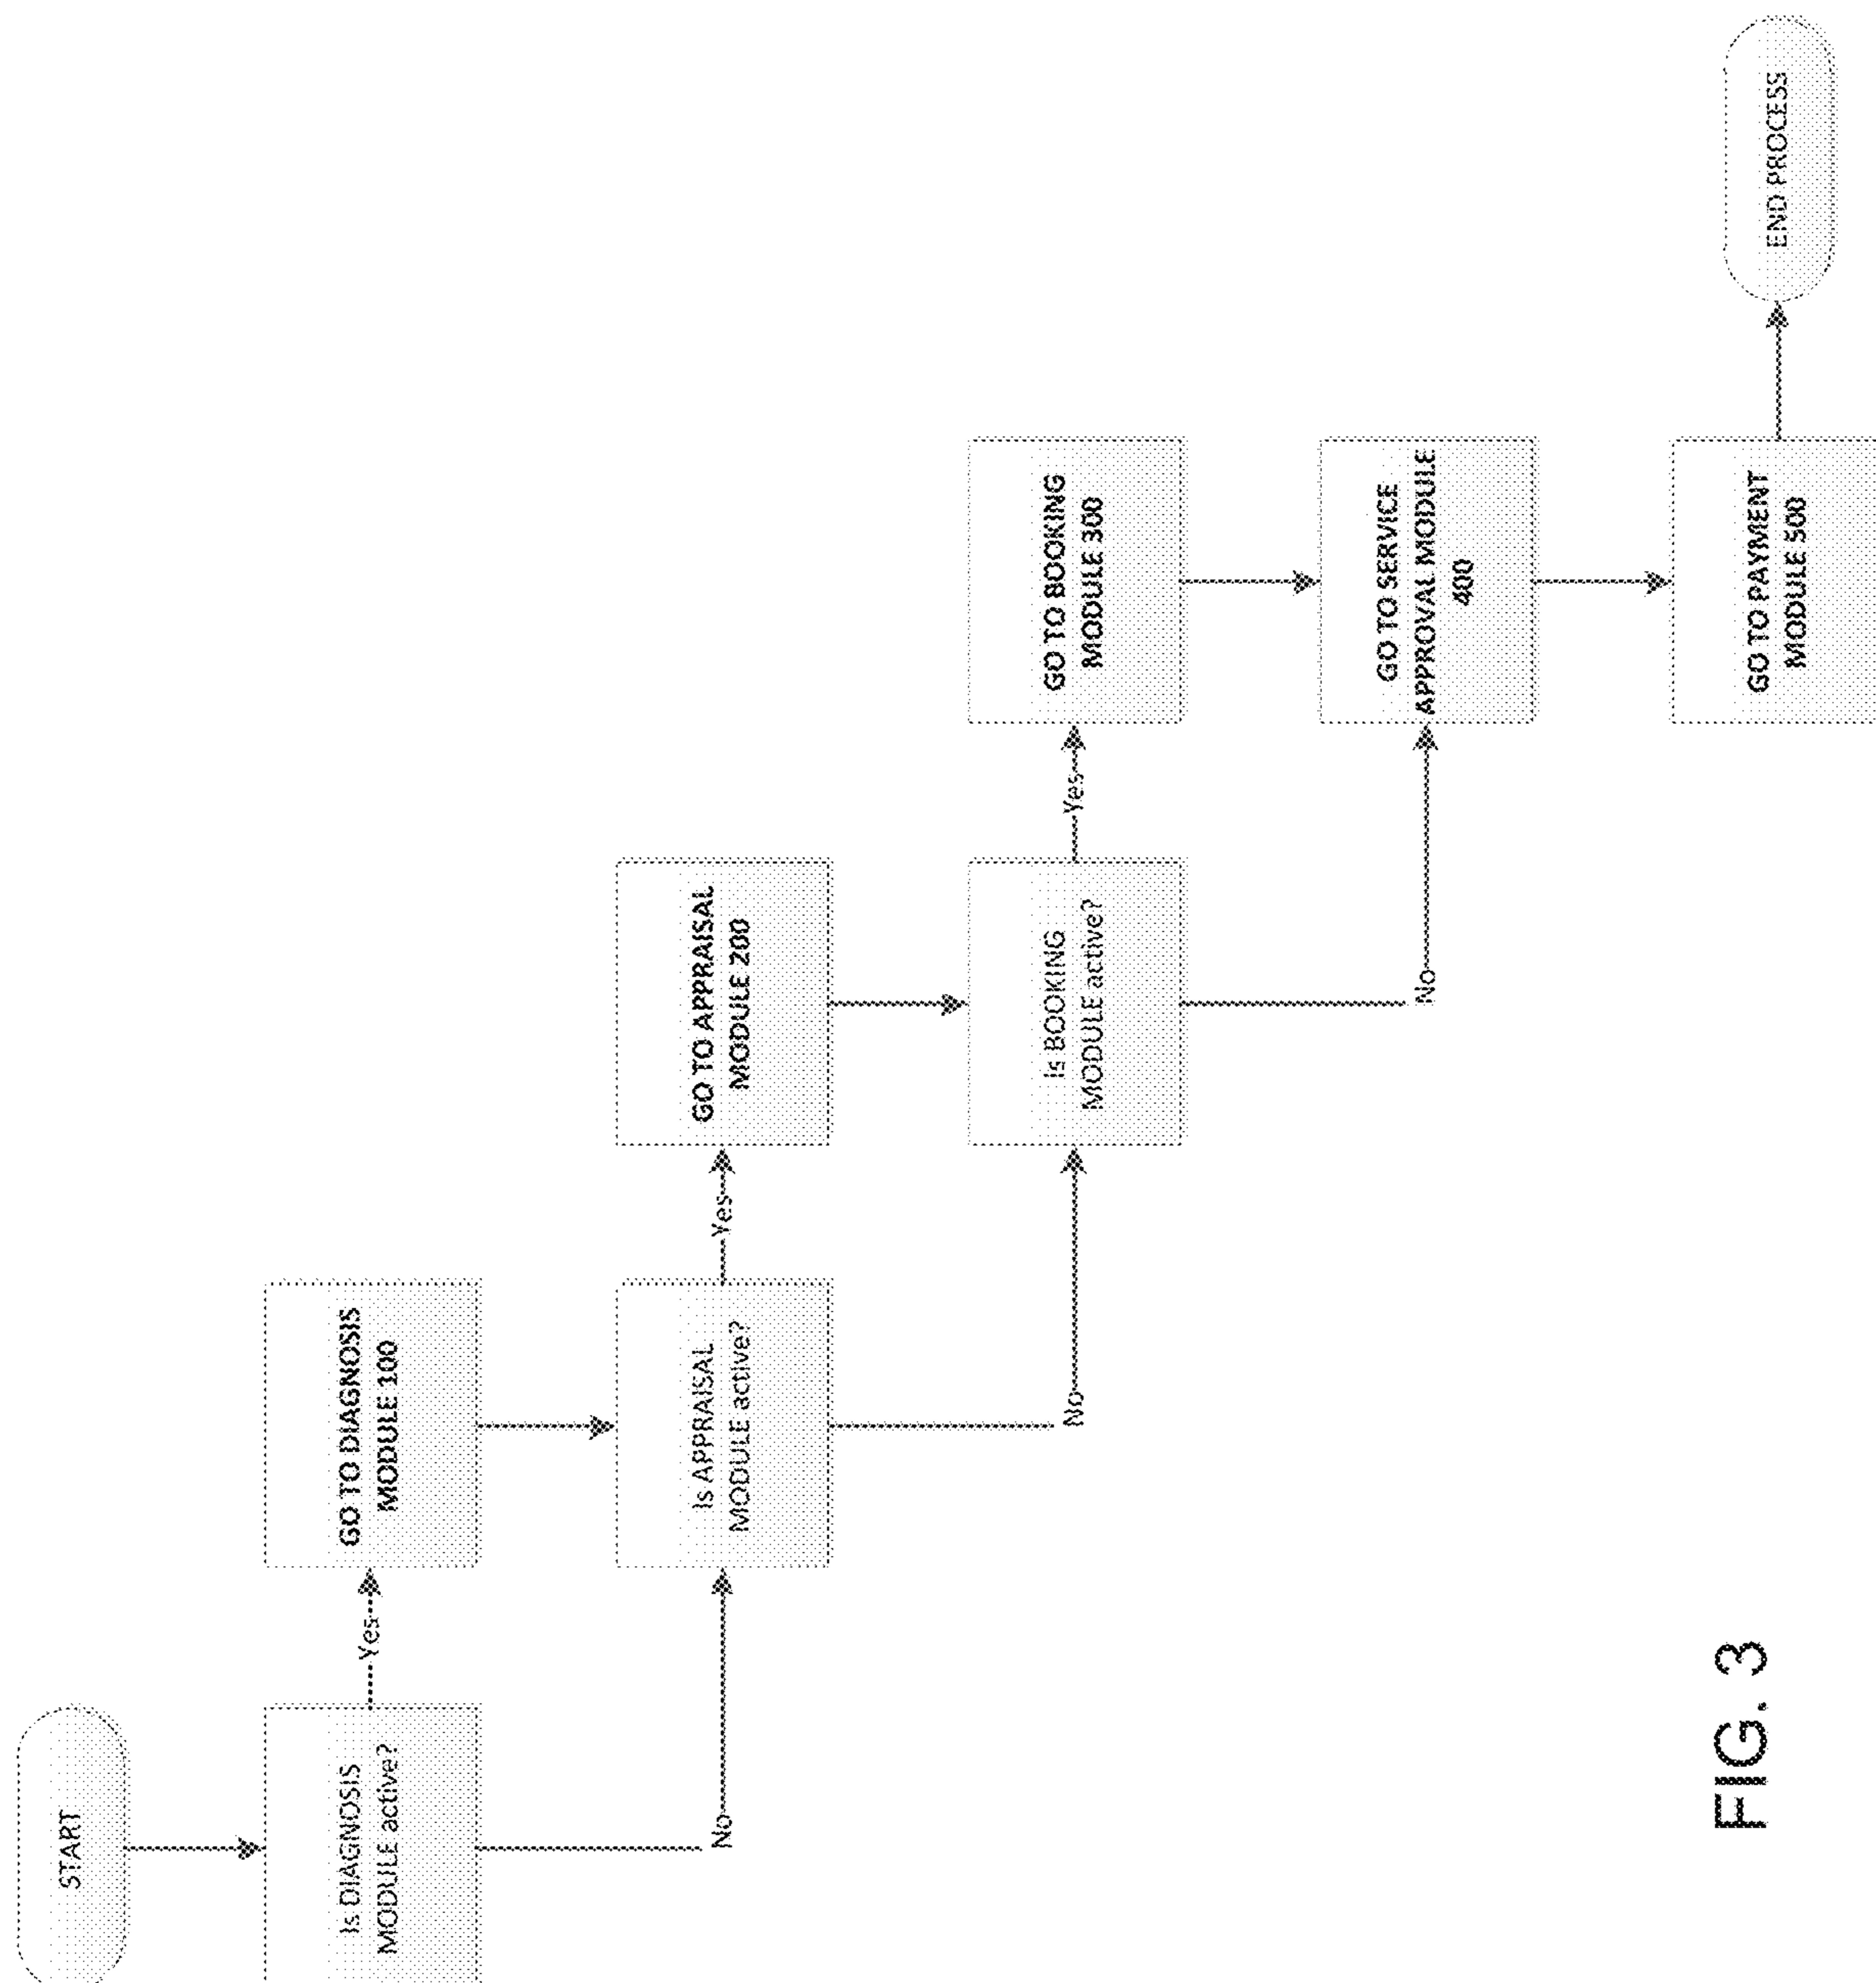 START
Is DIAGNOSIS
MODULE active?
Yes
GO TO DIAGNOSIS
MODULE 100
No
Is APPRAISAL
MODULE active?
Yes
GO TO APPRAISAL
MODULE 200
No
Is BOOKING
MODULE active?
Yes
GO TO BOOKING
MODULE 300
No
GO TO SERVICE
APPROVAL MODULE
400
GO TO PAYMENT
MODULE 500
END PROCESS
FIG. 3